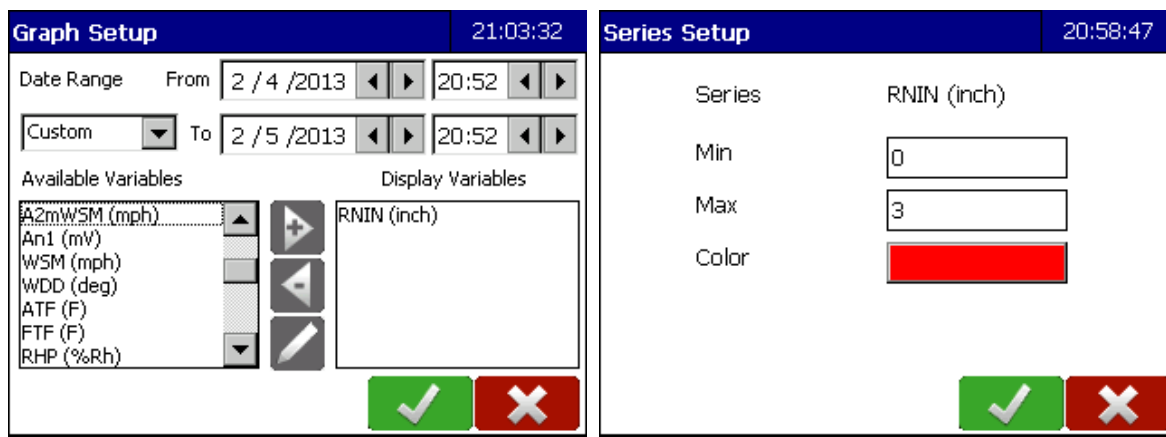 Graph Setup 21:03:32
Date Range From 2 / 4 /2013 20:52
Custom To 2 / 5 /2013 20:52
Available Variables Display Variables
A2mWSM (mph) RNIN (inch)
An1 (mV)
WSM (mph)
WDD (deg)
ATF (F)
FTF (F)
RHP (%Rh)
Series Setup 20:58:47
Series RNIN (inch)
Min 0
Max 3
Color